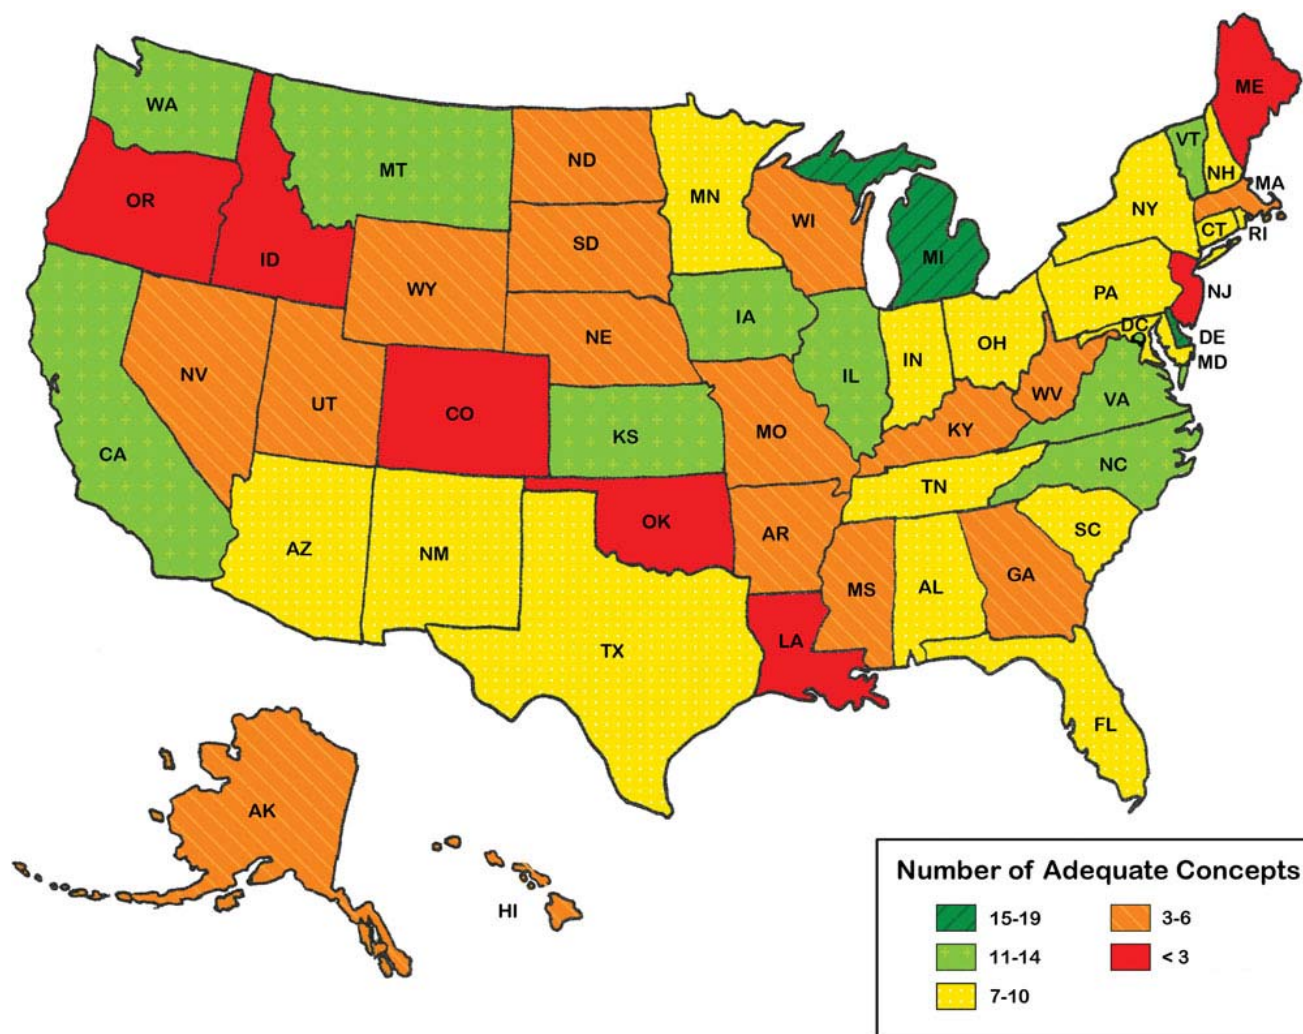 ME
WA
VT
ND
MT
NH
MA
MN
OR
NY
WI
CT
RI
SD
ID
MI
WY
PA
NJ
IA
DC
DE
NE
OH
IN
MD
NV
IL
WV
UT
VA
CO
KY
KS
MO
CA
NC
TN
OK
SC
AR
AZ
NM
GA
MS
AL
LA
TX
FL
AK
HI
Number of Adequate Concepts
15-19
3-6
11-14
< 3
7-10